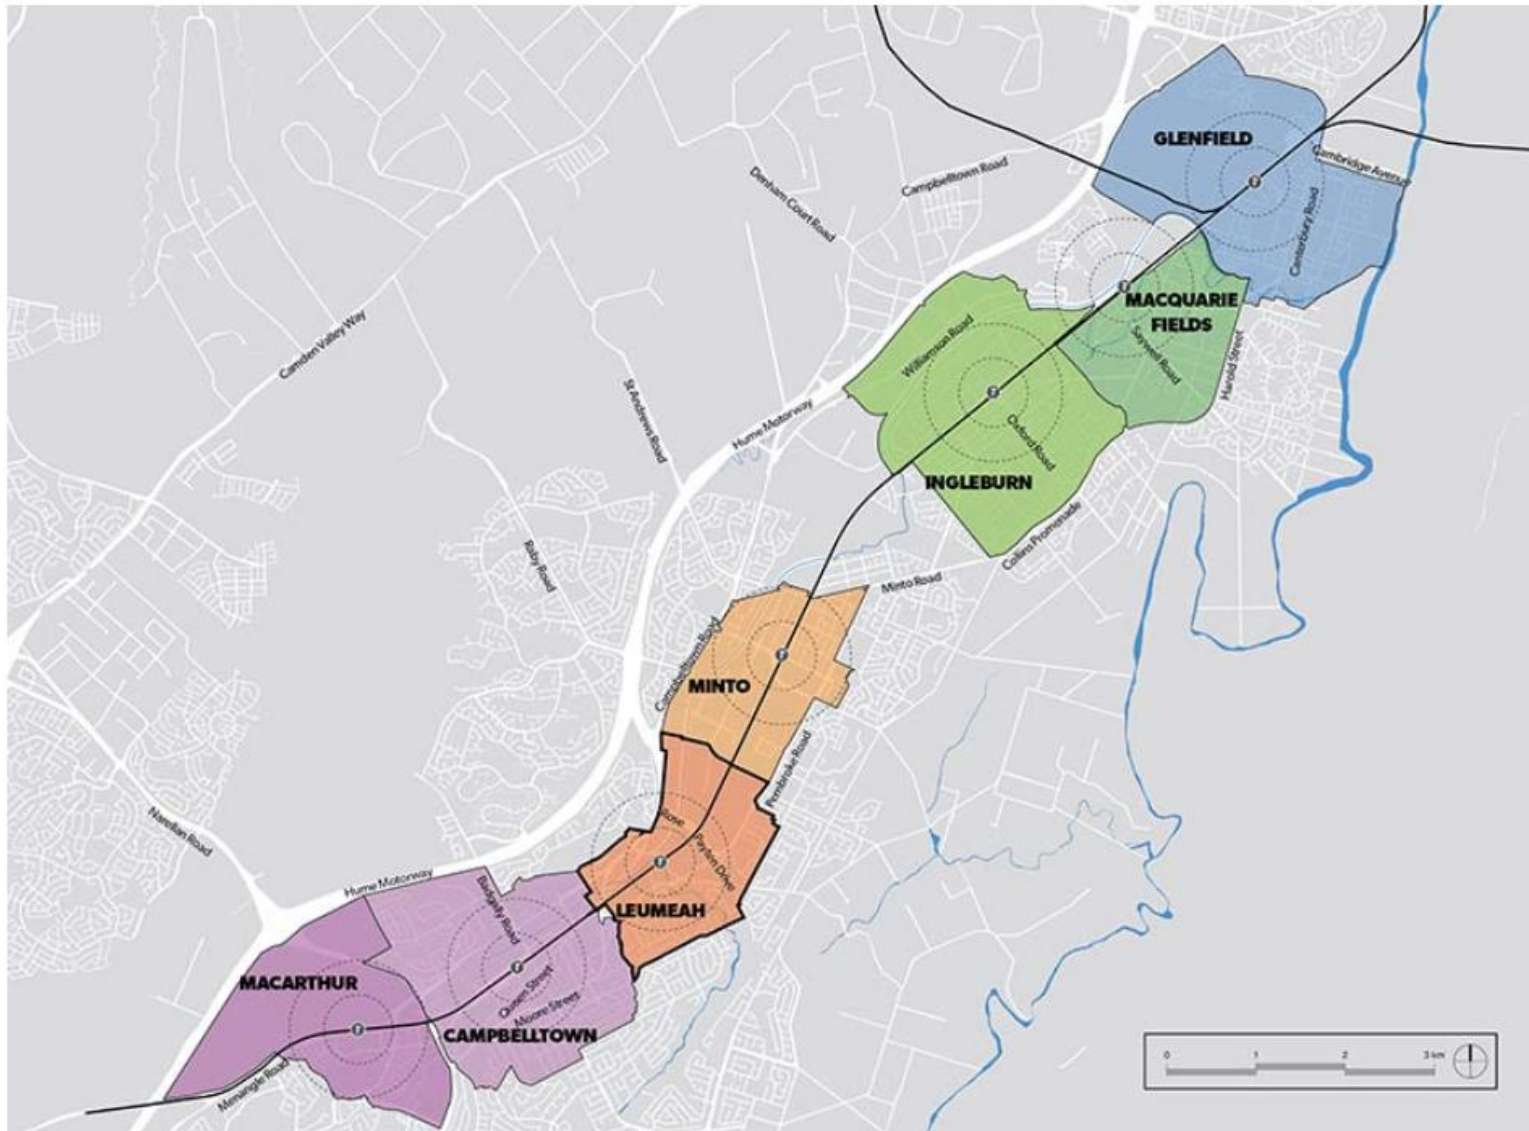 GLENFIELD
Cambridge Avenue
Campbelltown Road
Denham Court Road
Canterbury Road
MACQUARIE
FIELDS
Saywell Road
Harold Street
Camden Valley Way
Williamson Road
St Andrews Road
Hume Motorway
Oxford Road
INGLEBURN
Collins Promenade
Raby Road
Minto Road
Campbelltown Road
MINTO
Pembroke Road
Narellan Road
Rose
Payten Drive
Hume Motorway
Badgelly Road
LEUMEAH
MACARTHUR
Queen Street
Moore Street
CAMPBELLTOWN
Menangle Road
0 1 2 3 km